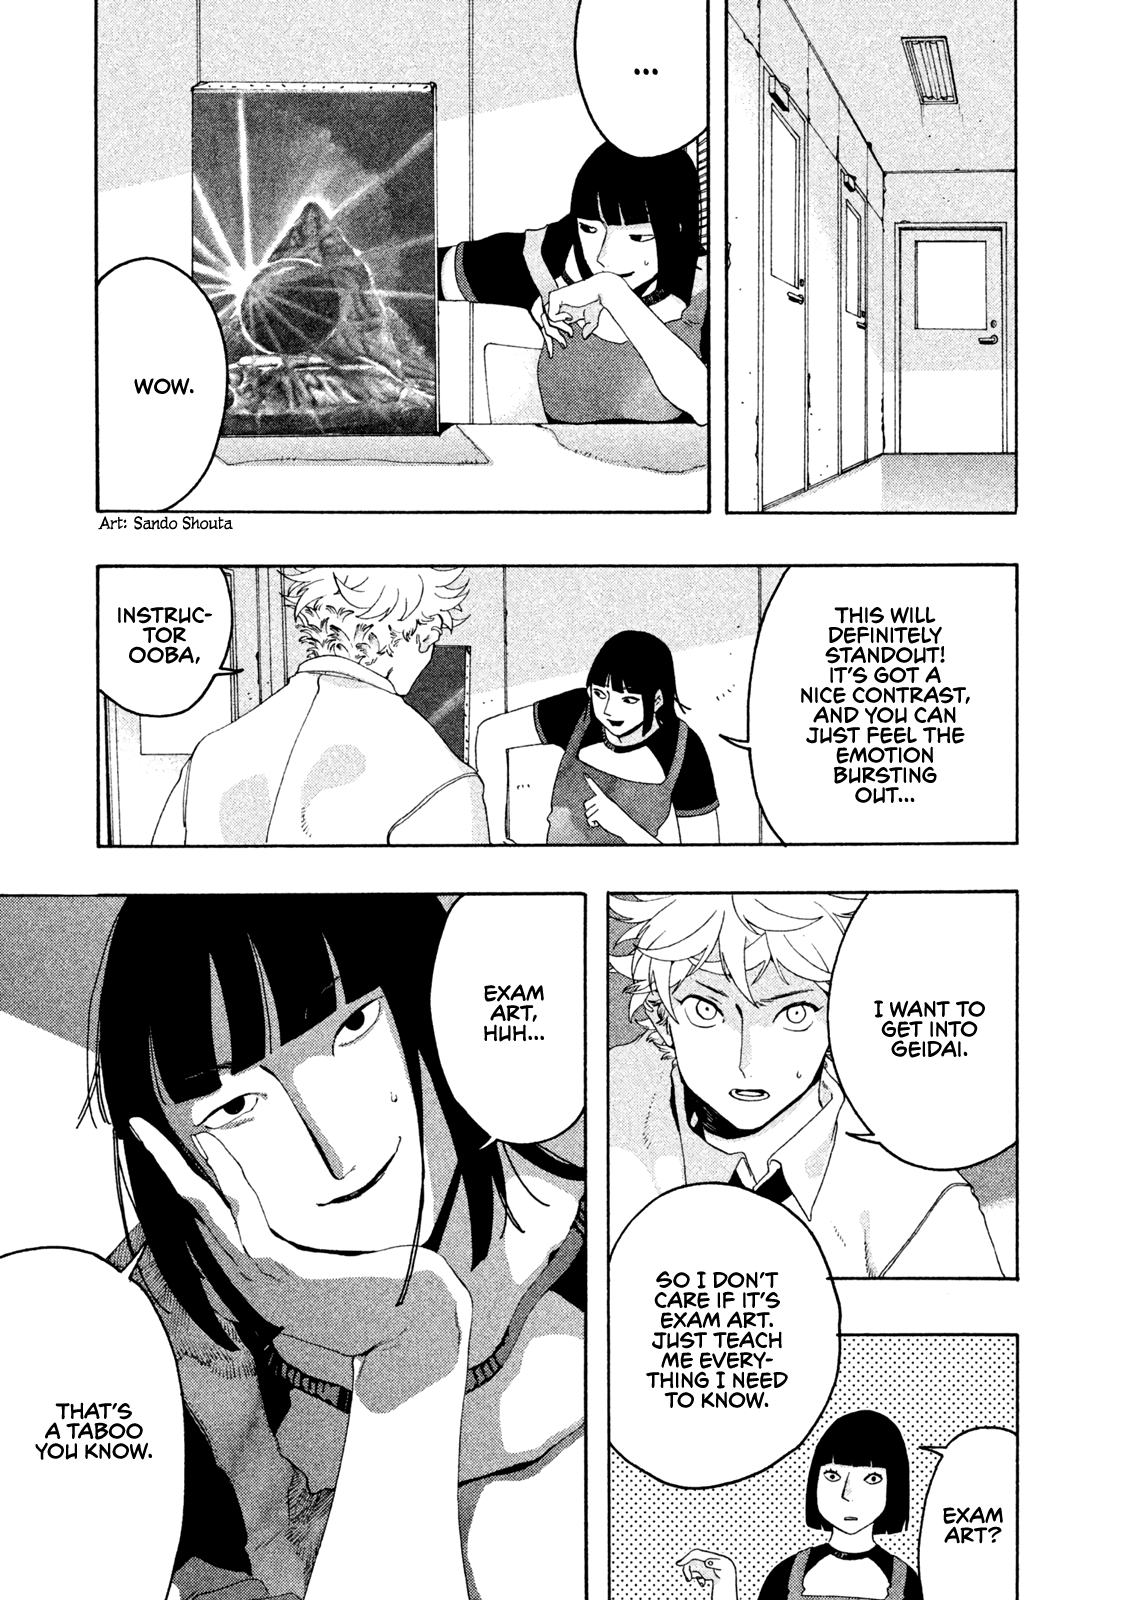 ...
WOW.
Art: Sando Shouta
THIS WILL
DEFINITELY
STANDOUT!
IT'S GOT A
NICE CONTRAST,
AND YOU CAN
JUST FEEL THE
EMOTION
BURSTING
OUT...
INSTRUC-
TOR
OOBA,
I WANT TO
GET INTO
GEIDAI.
SO I DON'T
CARE IF IT'S
EXAM ART.
JUST TEACH
ME EVERY-
THING I NEED
TO KNOW.
EXAM
ART?
EXAM
ART,
HUH...
THAT'S
A TABOO
YOU KNOW.